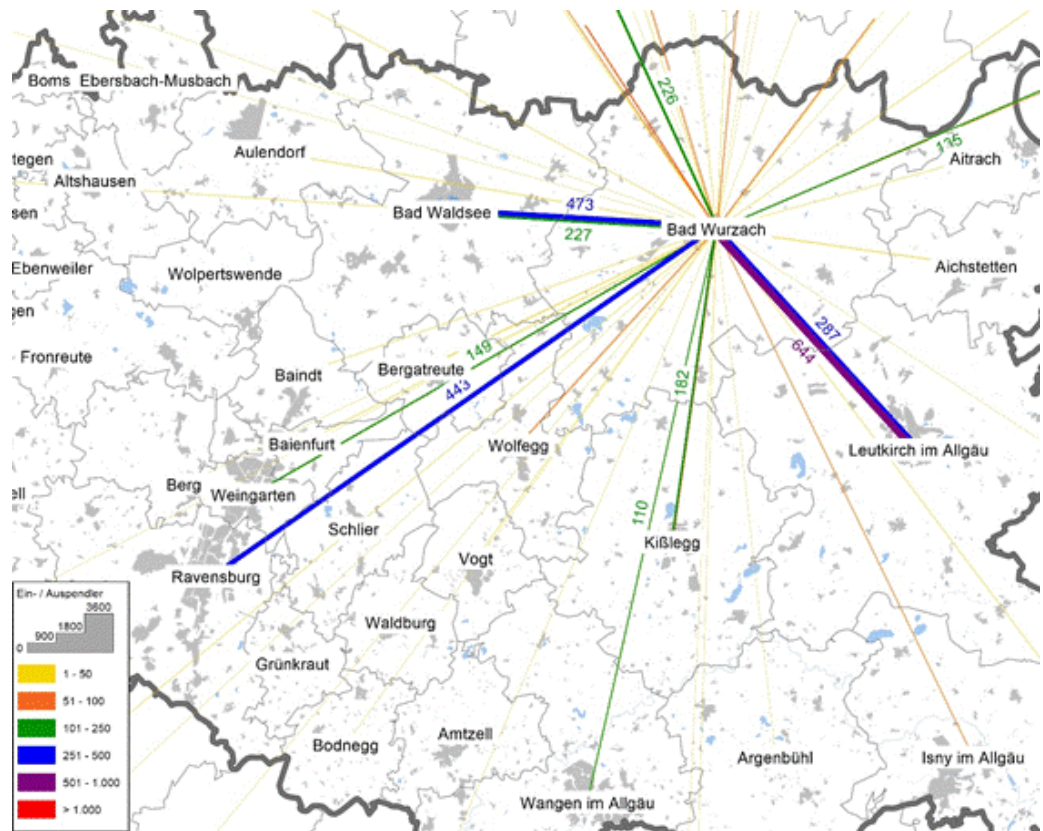 Boms Ebersbach-Musbach
226
135
Aulendorf
Aitrach
tegen
Altshausen
sen
Bad Waldsee
473
227
Bad Wurzach
Ebenweiler
Wolpertswende
Aichstetten
gen
287
644
Fronreute
149
Baindt
Bergatreute
443
182
Baienfurt
Wolfegg
Leutkirch im Allgäu
ell
Berg
Weingarten
110
Schlier
Kißlegg
Vogt
Ravensburg
Ein- / Auspendler
3600
1800
900
0
1 - 50
51 - 100
101 - 250
251 - 500
501 - 1.000
> 1.000
Waldburg
Grünkraut
Bodnegg
Amtzell
Argenbühl
Isny im Allgäu
Wangen im Allgäu